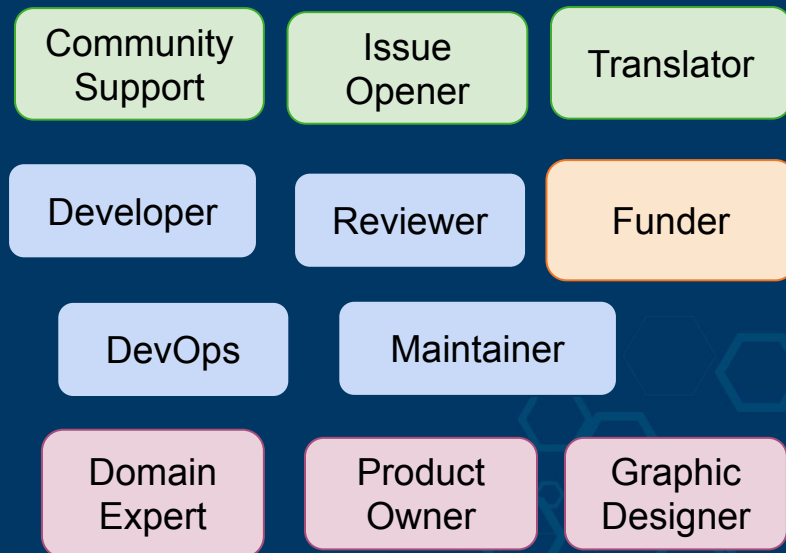 Community
Support
Issue
Opener
Translator
Developer
Reviewer
Funder
DevOps
Maintainer
Domain
Expert
Product
Owner
Graphic
Designer